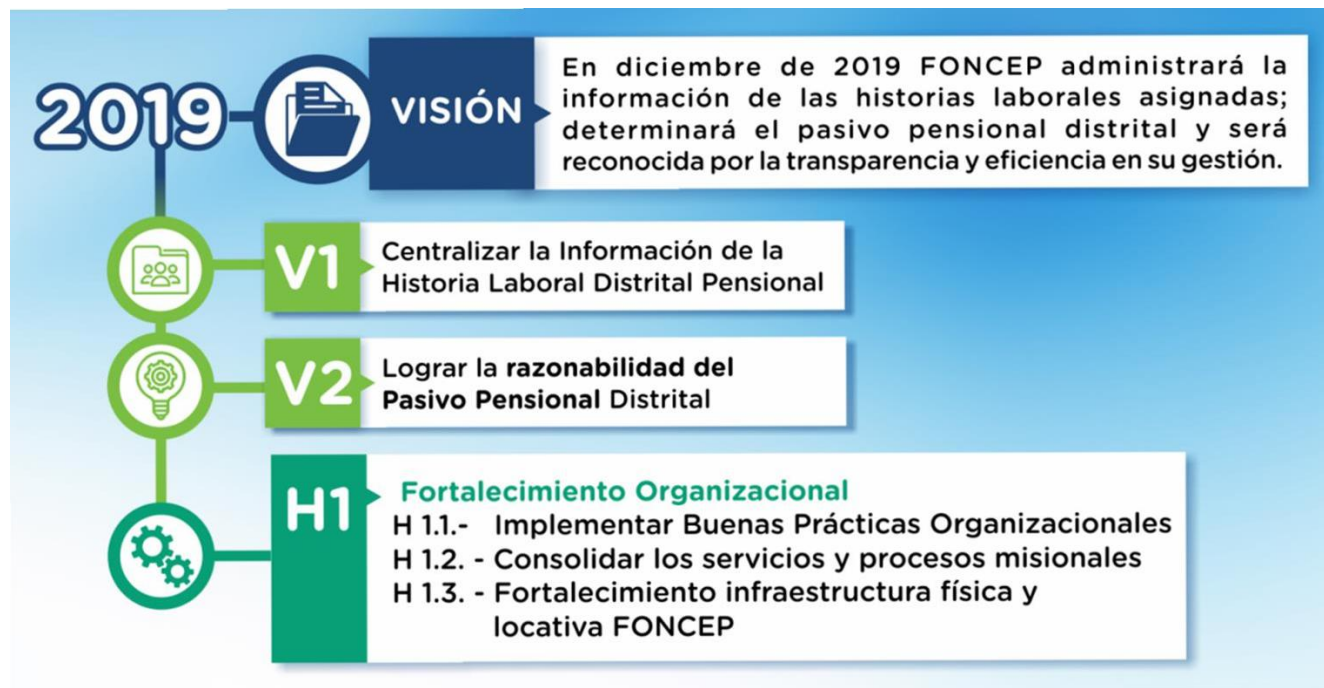 2019
VISIÓN
En diciembre de 2019 FONCEP administrará la
información de las historias laborales asignadas;
determinará el pasivo pensional distrital y será
reconocida por la transparencia y eficiencia en su gestión.
V1
Centralizar la Información de la
Historia Laboral Distrital Pensional
V2
Lograr la razonabilidad del
Pasivo Pensional Distrital
H1
Fortalecimiento Organizacional
H 1.1.- Implementar Buenas Prácticas Organizacionales
H 1.2. - Consolidar los servicios y procesos misionales
H 1.3. - Fortalecimiento infraestructura física y
locativa FONCEP